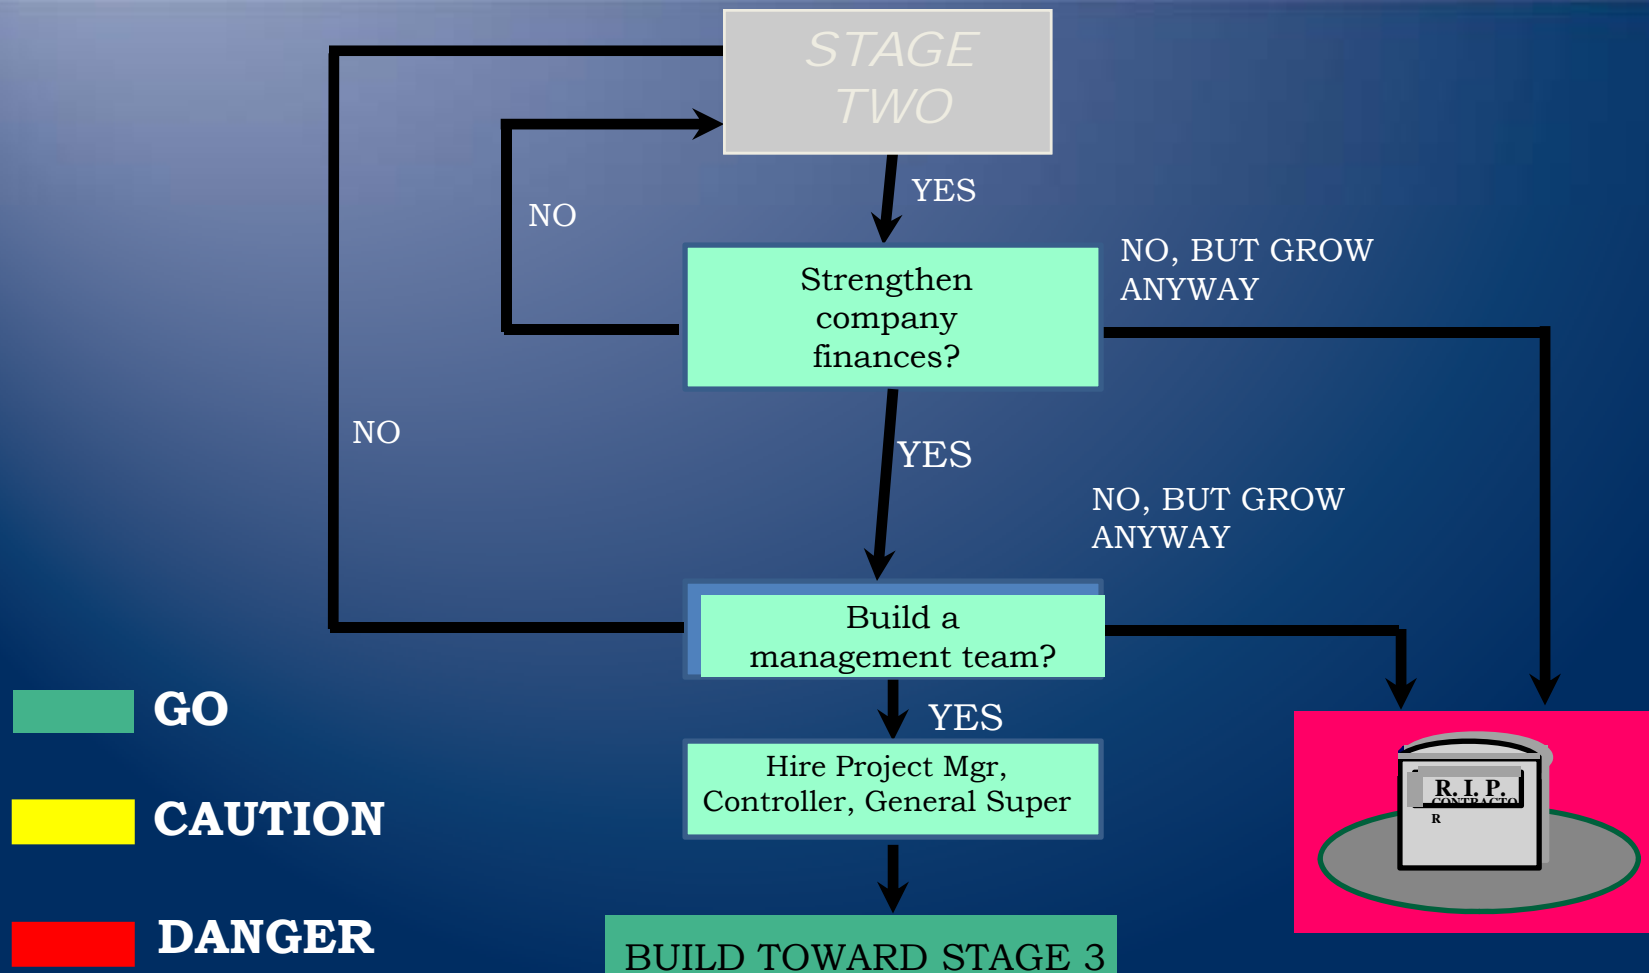 STAGE
TWO
YES
NO
NO, BUT GROW
ANYWAY
Strengthen
company
finances?
NO
YES
NO, BUT GROW
ANYWAY
Build a
management team?
GO
YES
Hire Project Mgr,
Controller, General Super
R. I. P.
CONTRACTO
R
CAUTION
DANGER
BUILD TOWARD STAGE 3